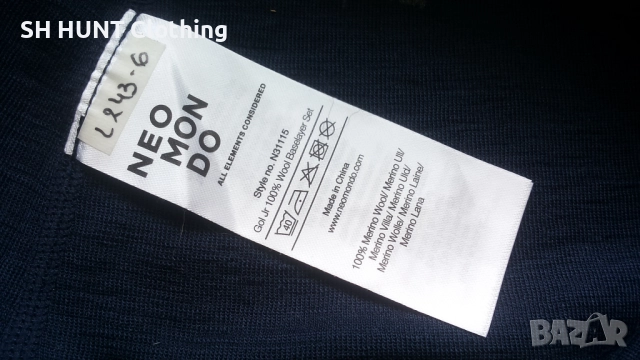 SH HUNT Clothing
L243-6
NEO
MON
DO
ALL ELEMENTS CONSIDERED
Style no. N31115
Gol Jr 100% Wool Baselayer Set
40
Made in China
www.neomondo.com
100% Merino Wool/ Merino Ull/
Merino Villa/ Merino Uld/
Merino Wolle/ Merino Laine/
Merino Lana
BAZAR